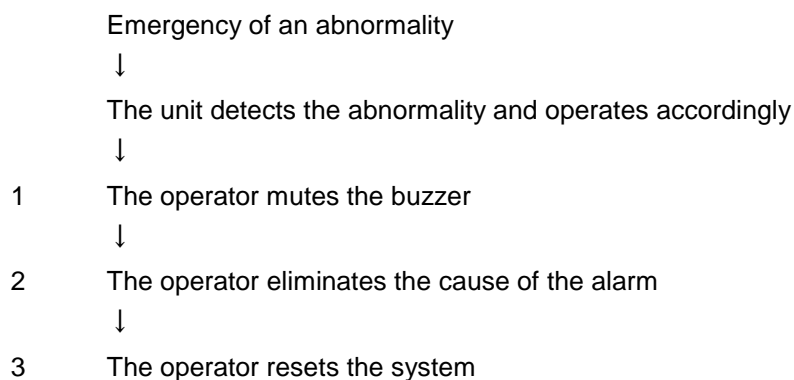 Emergency of an abnormality
↓
The unit detects the abnormality and operates accordingly
↓
1 The operator mutes the buzzer
↓
2 The operator eliminates the cause of the alarm
↓
3 The operator resets the system